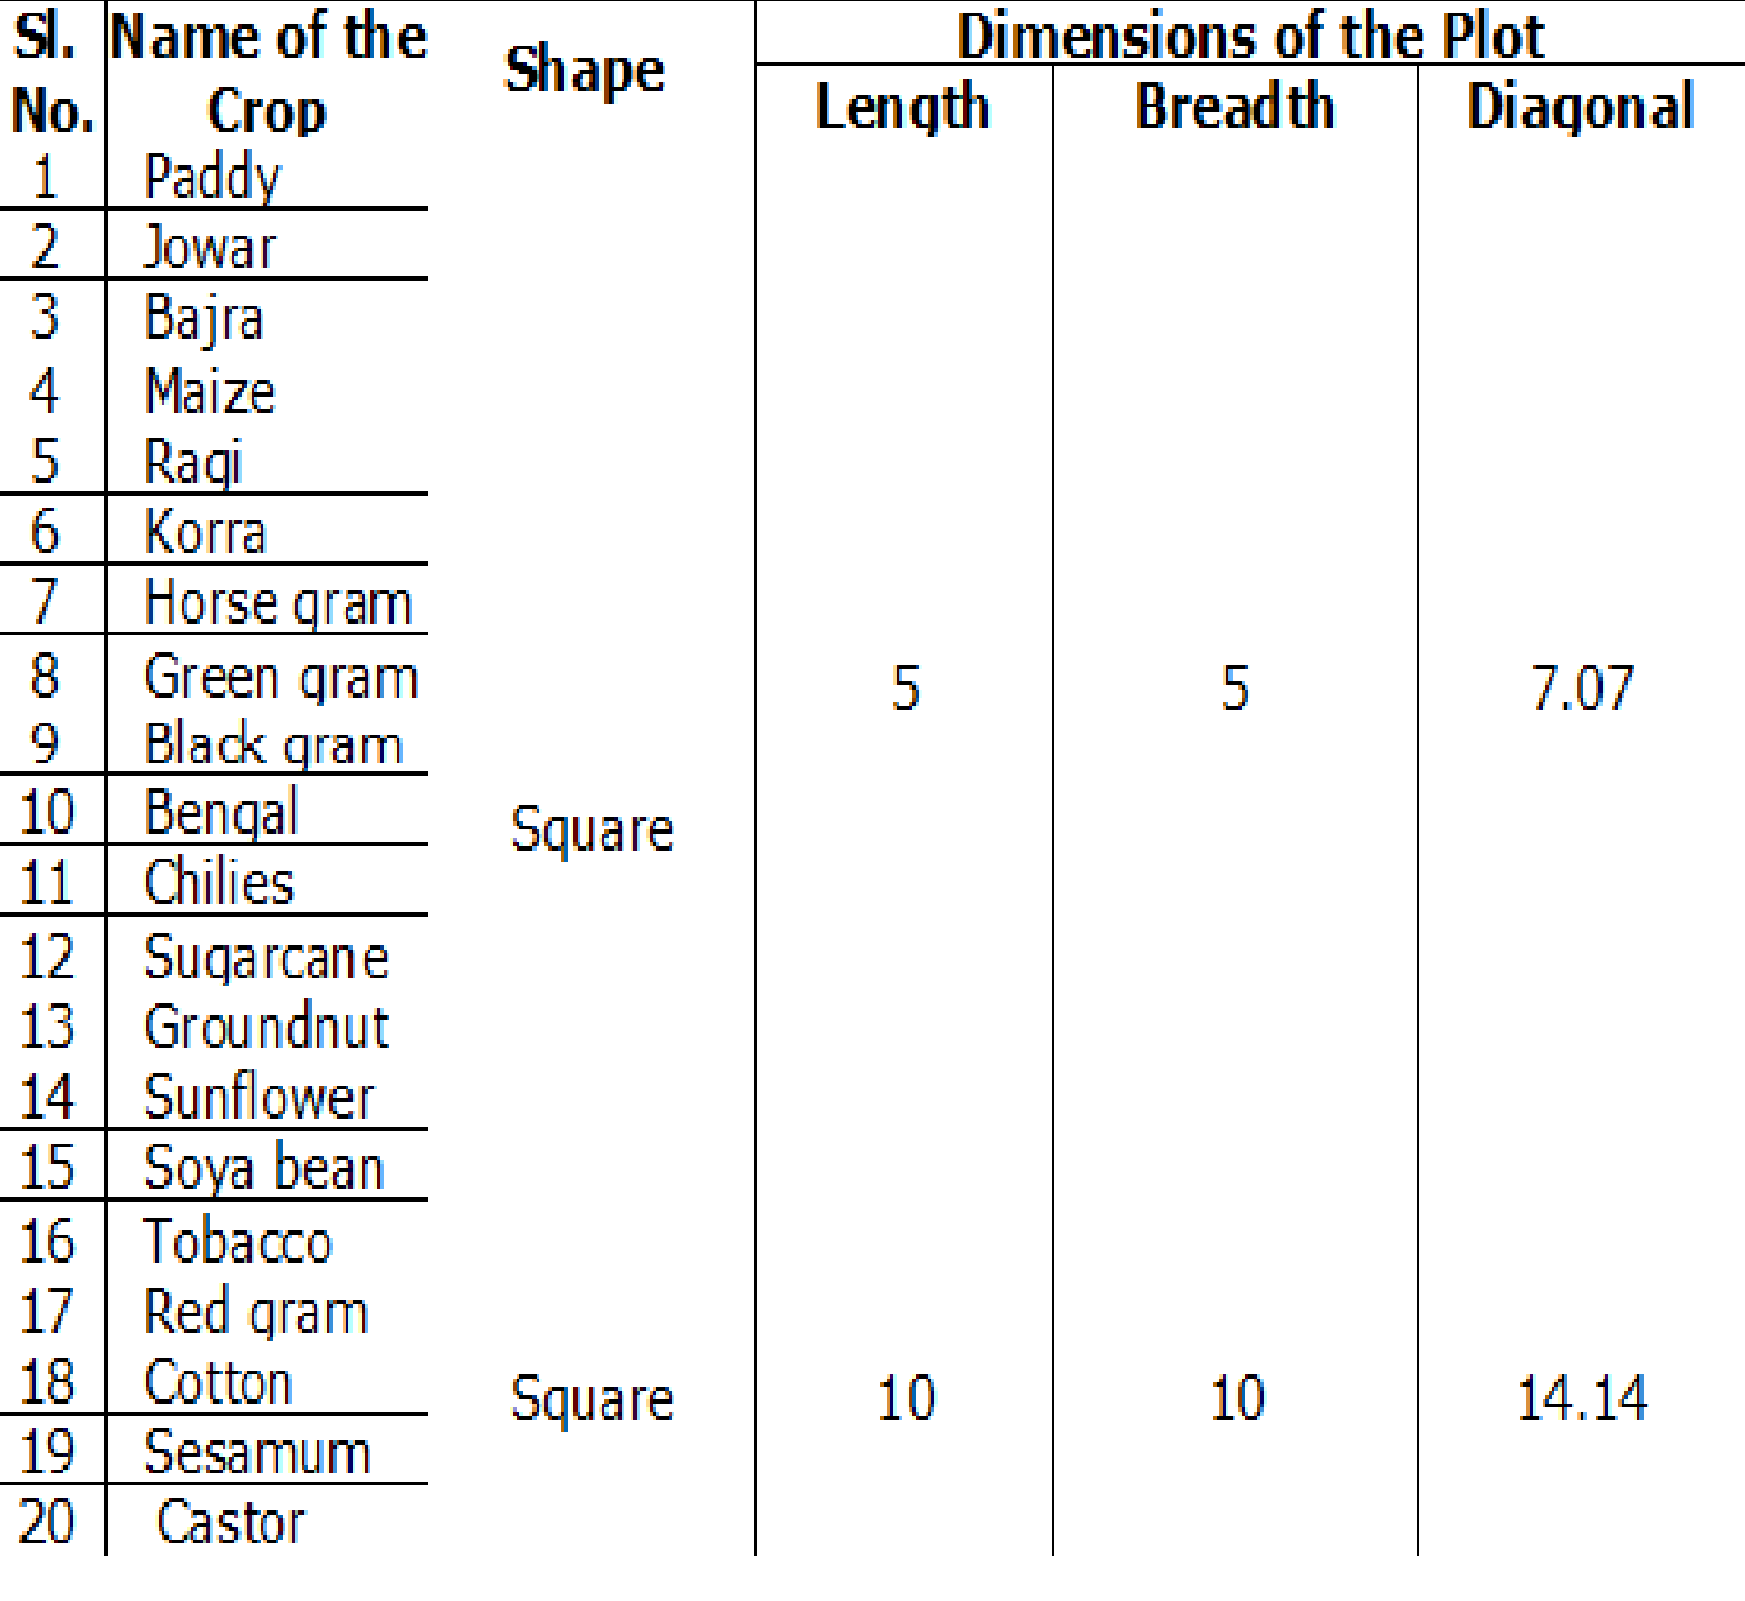 Sl. No. Name of the Crop Shape Dimensions of the Plot
Length Breadth Diagonal
1 Paddy
2 Jowar
3 Bajra
4 Maize
5 Ragi
6 Korra
7 Horse gram
8 Green gram 5 5 7.07
9 Black gram
10 Bengal Square
11 Chilies
12 Sugarcane
13 Groundnut
14 Sunflower
15 Soya bean
16 Tobacco
17 Red gram
18 Cotton Square 10 10 14.14
19 Sesamum
20 Castor